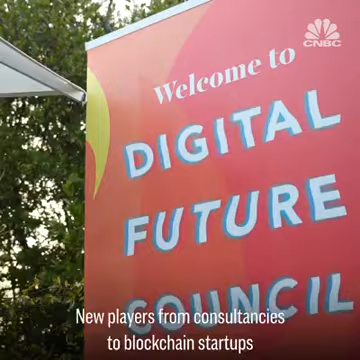 CNBC
Welcome to
DIGITAL
FUTURE
COUNCIL
New players from consultancies
to blockchain startups